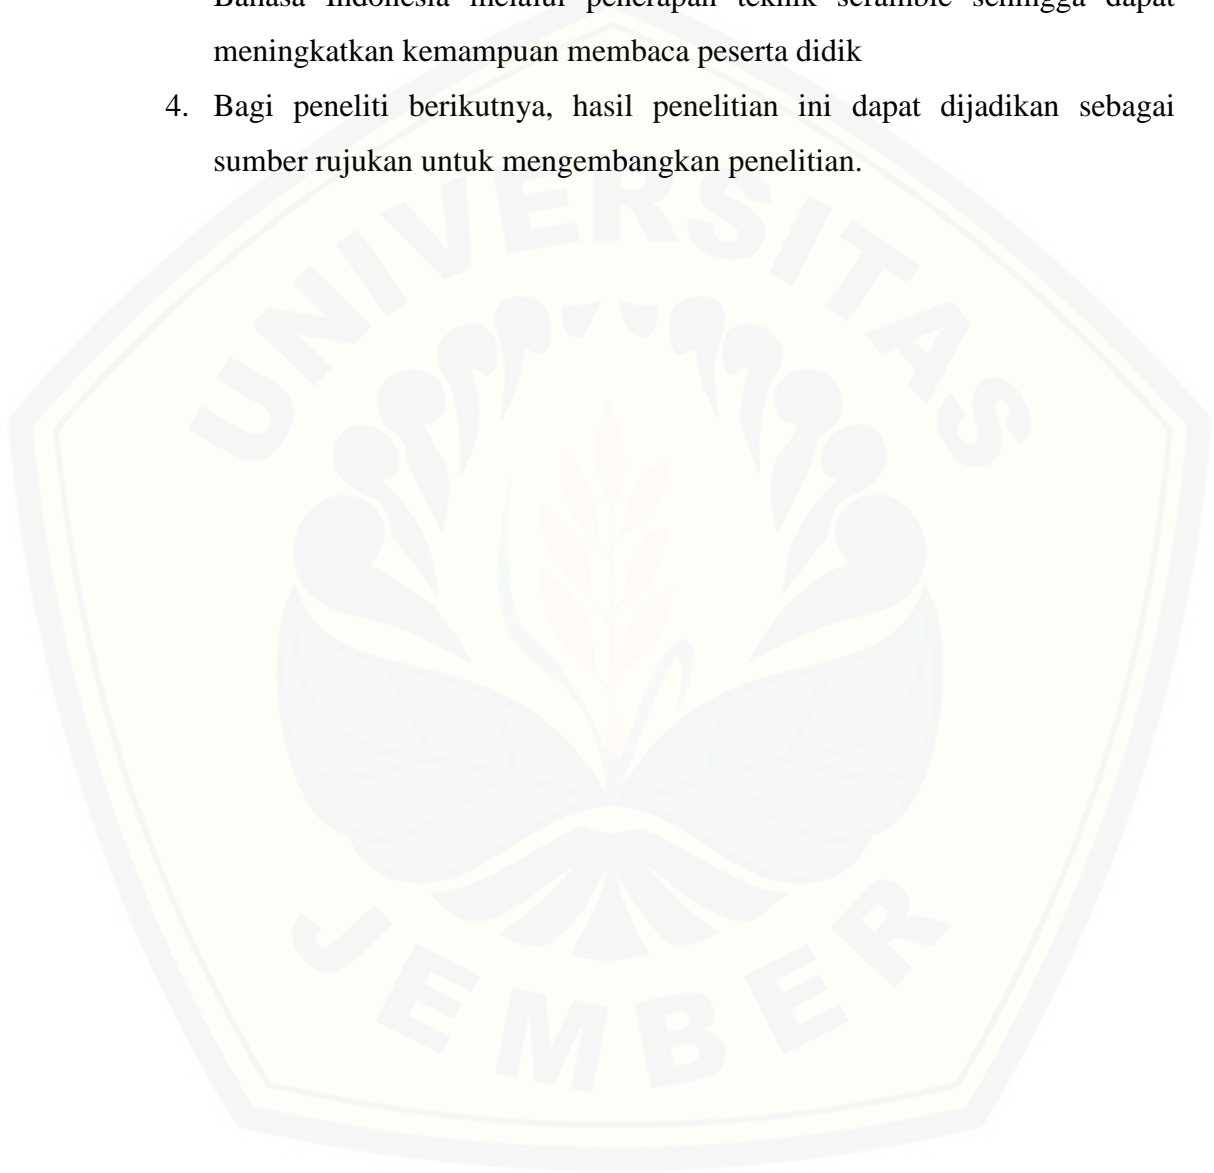 Bahasa Indonesia melalui penerapan teknik scramble sehingga dapat
meningkatkan kemampuan membaca peserta didik
4. Bagi peneliti berikutnya, hasil penelitian ini dapat dijadikan sebagai
sumber rujukan untuk mengembangkan penelitian.
UNIVERSITAS
JEMBER